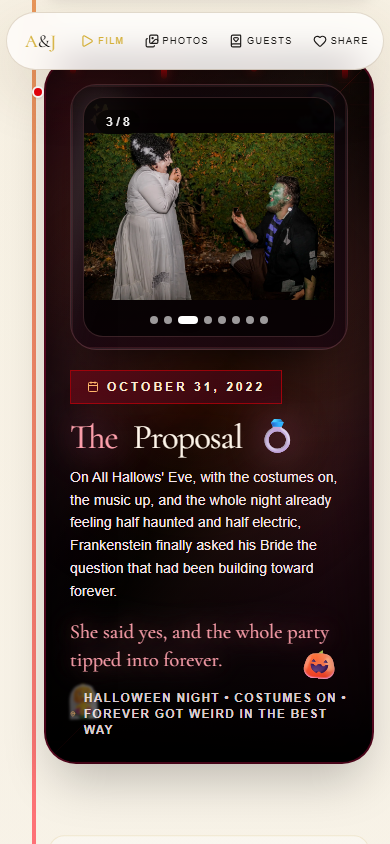 A&J
FILM
PHOTOS
GUESTS
SHARE
3/8
OCTOBER 31, 2022
The Proposal
On All Hallows' Eve, with the costumes on,
the music up, and the whole night already
feeling half haunted and half electric,
Frankenstein finally asked his Bride the
question that had been building toward
forever.
She said yes, and the whole party
tipped into forever.
HALLOWEEN NIGHT • COSTUMES ON •
FOREVER GOT WEIRD IN THE BEST
WAY